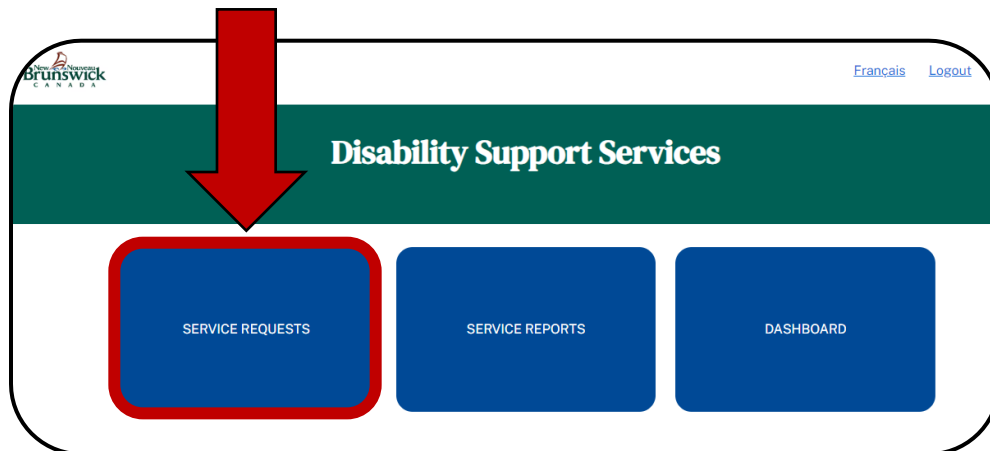 New Nouveau
Brunswick
CANADA
Français Logout
Disability Support Services
SERVICE REQUESTS SERVICE REPORTS DASHBOARD